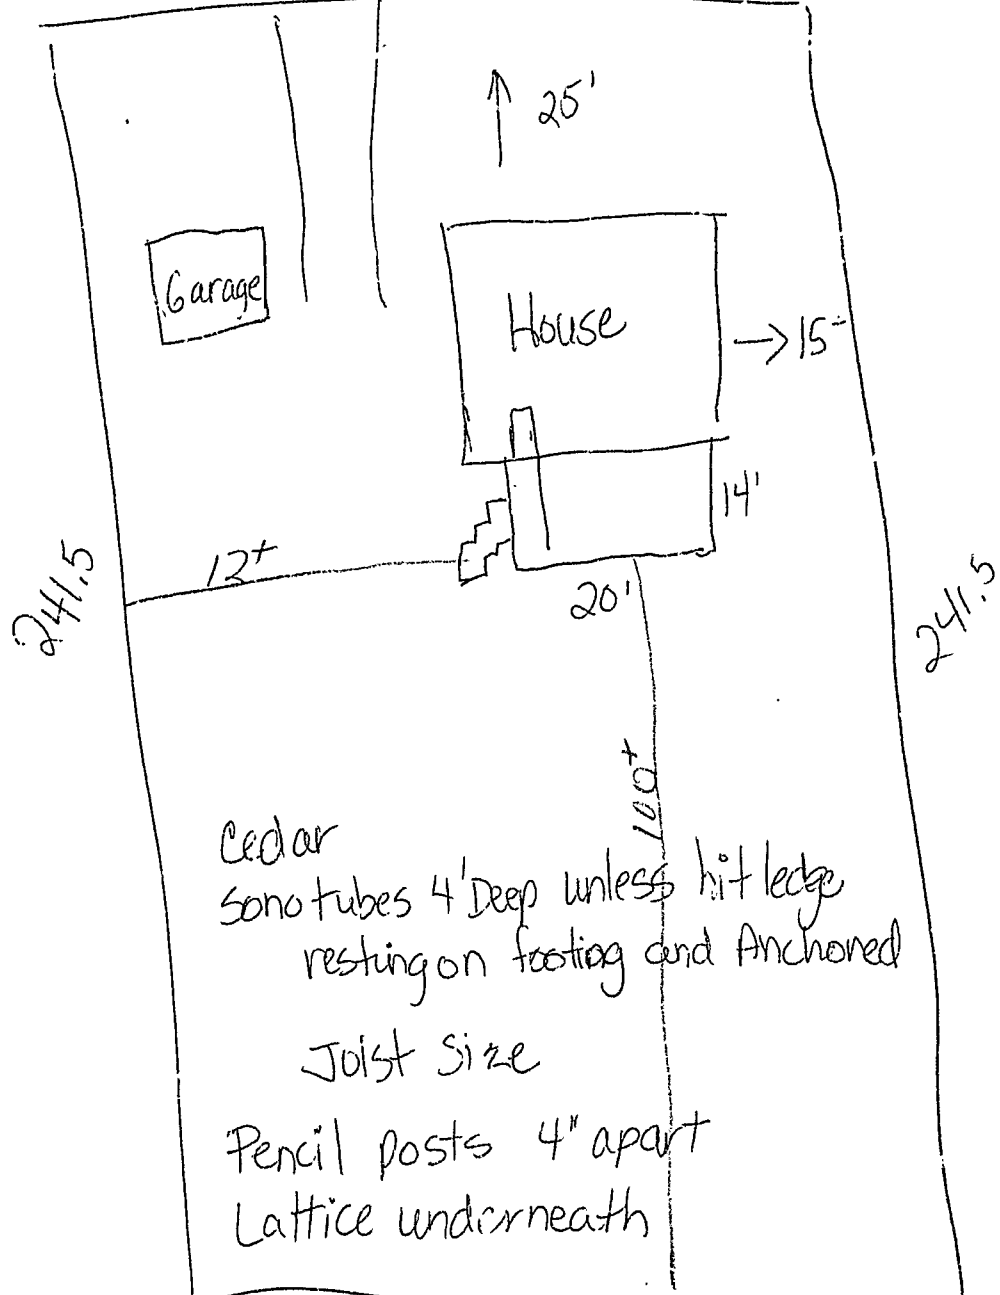 25'
Garage
House
15-
14'
12+
20'
241.5
241.5
100+
Cedar
Sonotubes 4' Deep unless hit ledge
resting on footing and Anchored
Joist Size
Pencil posts 4" apart
Lattice underneath